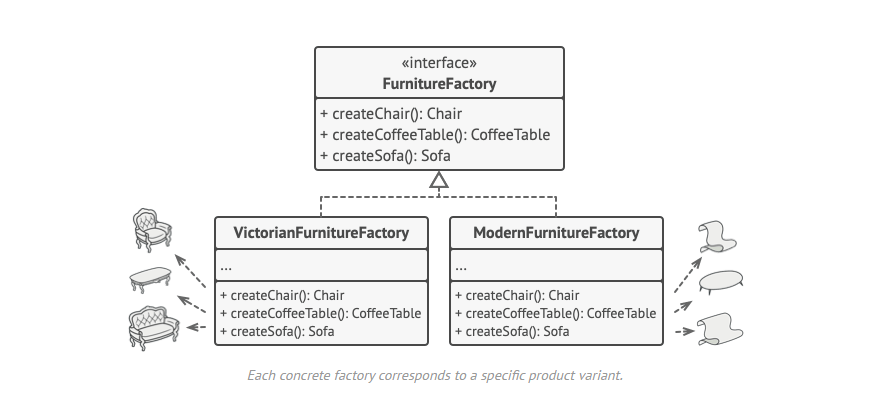 «interface»
FurnitureFactory
+ createChair(): Chair
+ createCoffeeTable(): CoffeeTable
+ createSofa(): Sofa
VictorianFurnitureFactory
...
+ createChair(): Chair
+ createCoffeeTable(): CoffeeTable
+ createSofa(): Sofa
ModernFurnitureFactory
...
+ createChair(): Chair
+ createCoffeeTable(): CoffeeTable
+ createSofa(): Sofa
Each concrete factory corresponds to a specific product variant.